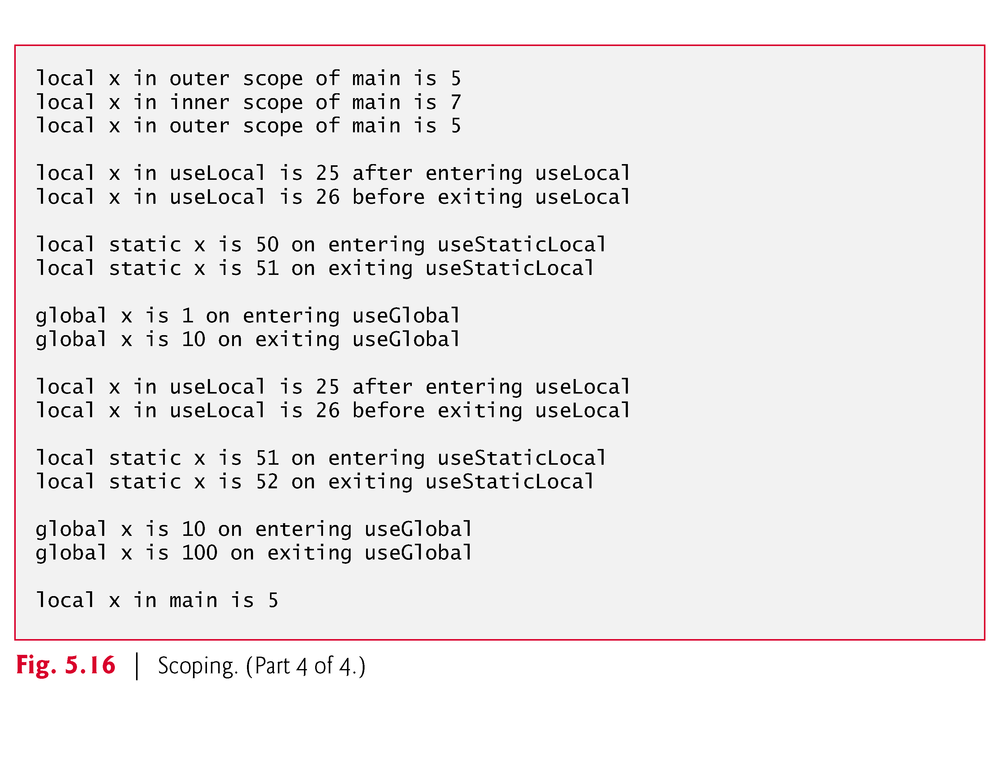 local x in outer scope of main is 5
local x in inner scope of main is 7
local x in outer scope of main is 5
local x in useLocal is 25 after entering useLocal
local x in useLocal is 26 before exiting useLocal
local static x is 50 on entering useStaticLocal
local static x is 51 on exiting useStaticLocal
global x is 1 on entering useGlobal
global x is 10 on exiting useGlobal
local x in useLocal is 25 after entering useLocal
local x in useLocal is 26 before exiting useLocal
local static x is 51 on entering useStaticLocal
local static x is 52 on exiting useStaticLocal
global x is 10 on entering useGlobal
global x is 100 on exiting useGlobal
local x in main is 5
Fig. 5.16 | Scoping. (Part 4 of 4.)